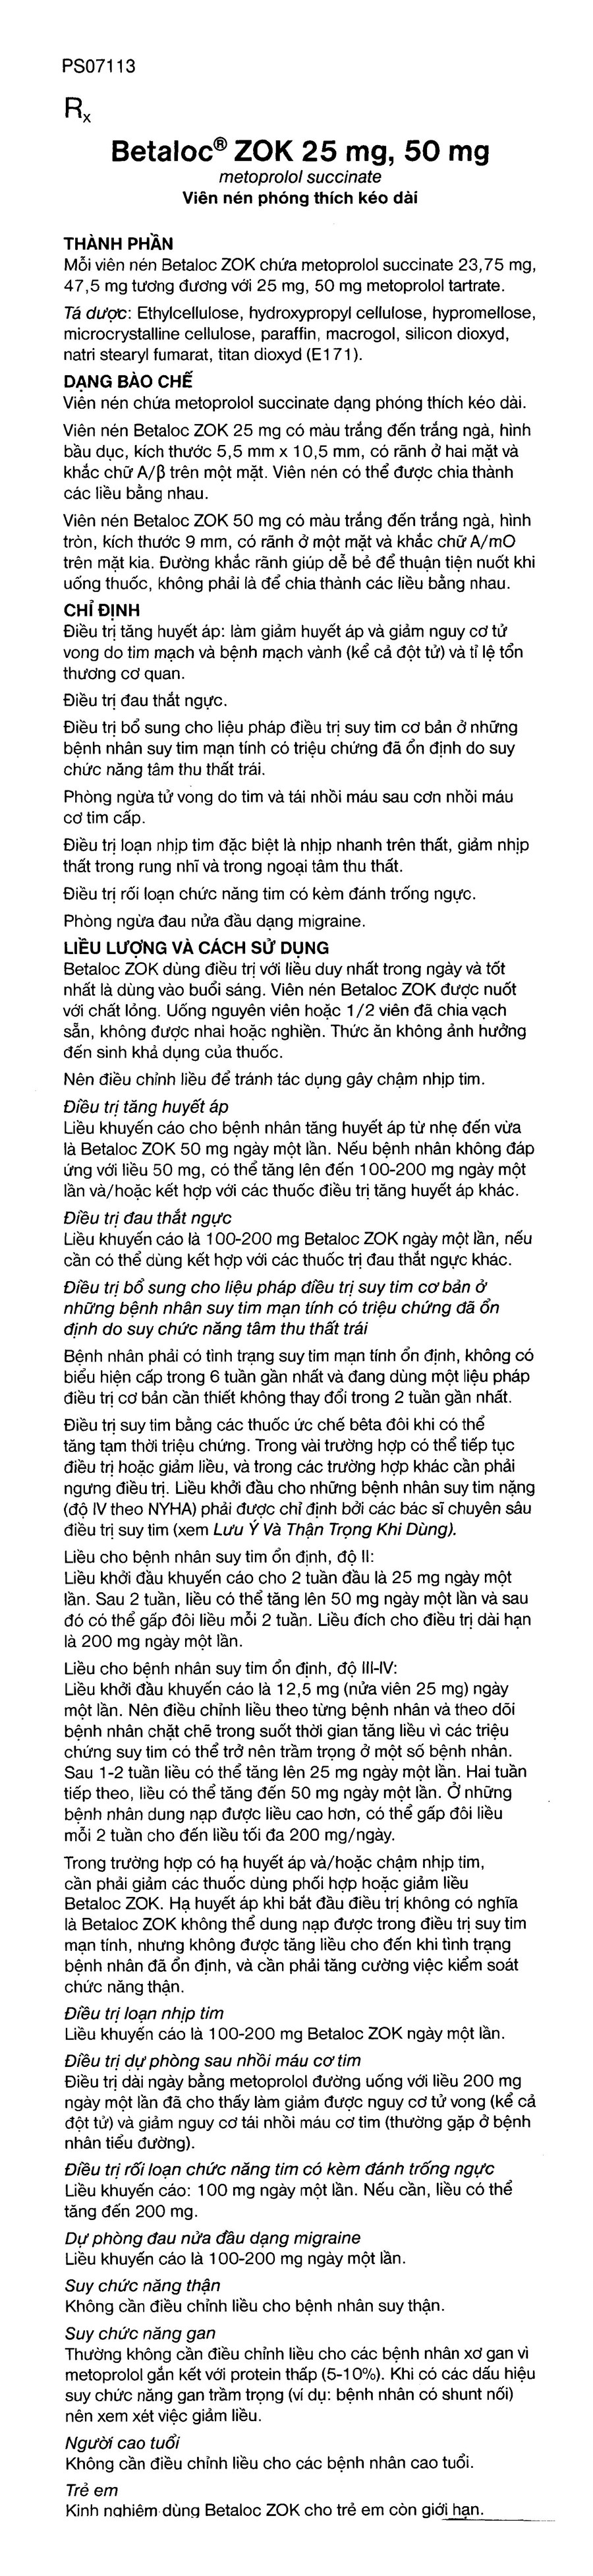 PS07113
Rx
Betaloc® ZOK 25 mg, 50 mg
metoprolol succinate
Viên nén phóng thích kéo dài
THÀNH PHẦN
Mỗi viên nén Betaloc ZOK chứa metoprolol succinate 23,75 mg,
47,5 mg tương đương với 25 mg, 50 mg metoprolol tartrate.
Tá dược: Ethylcellulose, hydroxypropyl cellulose, hypromellose,
microcrystalline cellulose, paraffin, macrogol, silicon dioxyd,
natri stearyl fumarat, titan dioxyd (E171).
DẠNG BÀO CHẾ
Viên nén chứa metoprolol succinate dạng phóng thích kéo dài.
Viên nén Betaloc ZOK 25 mg có màu trắng đến trắng ngà, hình
bầu dục, kích thước 5,5 mm x 10,5 mm, có rãnh ở hai mặt và
khắc chữ A/β trên một mặt. Viên nén có thể được chia thành
các liều bằng nhau.
Viên nén Betaloc ZOK 50 mg có màu trắng đến trắng ngà, hình
tròn, kích thước 9 mm, có rãnh ở một mặt và khắc chữ A/mO
trên mặt kia. Đường khắc rãnh giúp dễ bẻ để thuận tiện nuốt khi
uống thuốc, không phải là để chia thành các liều bằng nhau.
CHỈ ĐỊNH
Điều trị tăng huyết áp: làm giảm huyết áp và giảm nguy cơ tử
vong do tim mạch và bệnh mạch vành (kể cả đột tử) và tỉ lệ tổn
thương cơ quan.
Điều trị đau thắt ngực.
Điều trị bổ sung cho liệu pháp điều trị suy tim cơ bản ở những
bệnh nhân suy tim mạn tính có triệu chứng đã ổn định do suy
chức năng tâm thu thất trái.
Phòng ngừa tử vong do tim và tái nhồi máu sau cơn nhồi máu
cơ tim cấp.
Điều trị loạn nhịp tim đặc biệt là nhịp nhanh trên thất, giảm nhịp
thất trong rung nhĩ và trong ngoại tâm thu thất.
Điều trị rối loạn chức năng tim có kèm đánh trống ngực.
Phòng ngừa đau nửa đầu dạng migraine.
LIỀU LƯỢNG VÀ CÁCH SỬ DỤNG
Betaloc ZOK dùng điều trị với liều duy nhất trong ngày và tốt
nhất là dùng vào buổi sáng. Viên nén Betaloc ZOK được nuốt
với chất lỏng. Uống nguyên viên hoặc 1/2 viên đã chia vạch
sẵn, không được nhai hoặc nghiền. Thức ăn không ảnh hưởng
đến sinh khả dụng của thuốc.
Nên điều chỉnh liều để tránh tác dụng gây chậm nhịp tim.
Điều trị tăng huyết áp
Liều khuyến cáo cho bệnh nhân tăng huyết áp từ nhẹ đến vừa
là Betaloc ZOK 50 mg ngày một lần. Nếu bệnh nhân không đáp
ứng với liều 50 mg, có thể tăng lên đến 100-200 mg ngày một
lần và/hoặc kết hợp với các thuốc điều trị tăng huyết áp khác.
Điều trị đau thắt ngực
Liều khuyến cáo là 100-200 mg Betaloc ZOK ngày một lần, nếu
cần có thể dùng kết hợp với các thuốc trị đau thắt ngực khác.
Điều trị bổ sung cho liệu pháp điều trị suy tim cơ bản ở
những bệnh nhân suy tim mạn tính có triệu chứng đã ổn
định do suy chức năng tâm thu thất trái
Bệnh nhân phải có tình trạng suy tim mạn tính ổn định, không có
biểu hiện cấp trong 6 tuần gần nhất và đang dùng một liệu pháp
điều trị cơ bản cần thiết không thay đổi trong 2 tuần gần nhất.
Điều trị suy tim bằng các thuốc ức chế bêta đôi khi có thể
tăng tạm thời triệu chứng. Trong vài trường hợp có thể tiếp tục
điều trị hoặc giảm liều, và trong các trường hợp khác cần phải
ngưng điều trị. Liều khởi đầu cho những bệnh nhân suy tim nặng
(độ IV theo NYHA) phải được chỉ định bởi các bác sĩ chuyên sâu
điều trị suy tim (xem Lưu Ý Và Thận Trọng Khi Dùng).
Liều cho bệnh nhân suy tim ổn định, độ II:
Liều khởi đầu khuyến cáo cho 2 tuần đầu là 25 mg ngày một
lần. Sau 2 tuần, liều có thể tăng lên 50 mg ngày một lần và sau
đó có thể gấp đôi liều mỗi 2 tuần. Liều đích cho điều trị dài hạn
là 200 mg ngày một lần.
Liều cho bệnh nhân suy tim ổn định, độ III-IV:
Liều khởi đầu khuyến cáo là 12,5 mg (nửa viên 25 mg) ngày
một lần. Nên điều chỉnh liều theo từng bệnh nhân và theo dõi
bệnh nhân chặt chẽ trong suốt thời gian tăng liều vì các triệu
chứng suy tim có thể trở nên trầm trọng ở một số bệnh nhân.
Sau 1-2 tuần liều có thể tăng lên 25 mg ngày một lần. Hai tuần
tiếp theo, liều có thể tăng đến 50 mg ngày một lần. Ở những
bệnh nhân dung nạp được liều cao hơn, có thể gấp đôi liều
mỗi 2 tuần cho đến liều tối đa 200 mg/ngày.
Trong trường hợp có hạ huyết áp và/hoặc chậm nhịp tim,
cần phải giảm các thuốc dùng phối hợp hoặc giảm liều
Betaloc ZOK. Hạ huyết áp khi bắt đầu điều trị không có nghĩa
là Betaloc ZOK không thể dung nạp được trong điều trị suy tim
mạn tính, nhưng không được tăng liều cho đến khi tình trạng
bệnh nhân đã ổn định, và cần phải tăng cường việc kiểm soát
chức năng thận.
Điều trị loạn nhịp tim
Liều khuyến cáo là 100-200 mg Betaloc ZOK ngày một lần.
Điều trị dự phòng sau nhồi máu cơ tim
Điều trị dài ngày bằng metoprolol đường uống với liều 200 mg
ngày một lần đã cho thấy làm giảm được nguy cơ tử vong (kể cả
đột tử) và giảm nguy cơ tái nhồi máu cơ tim (thường gặp ở bệnh
nhân tiểu đường).
Điều trị rối loạn chức năng tim có kèm đánh trống ngực
Liều khuyến cáo: 100 mg ngày một lần. Nếu cần, liều có thể
tăng đến 200 mg.
Dự phòng đau nửa đầu dạng migraine
Liều khuyến cáo là 100-200 mg ngày một lần.
Suy chức năng thận
Không cần điều chỉnh liều cho bệnh nhân suy thận.
Suy chức năng gan
Thường không cần điều chỉnh liều cho các bệnh nhân xơ gan vì
metoprolol gắn kết với protein thấp (5-10%). Khi có các dấu hiệu
suy chức năng gan trầm trọng (ví dụ: bệnh nhân có shunt nối)
nên xem xét việc giảm liều.
Người cao tuổi
Không cần điều chỉnh liều cho các bệnh nhân cao tuổi.
Trẻ em
Kinh nghiệm dùng Betaloc ZOK cho trẻ em còn giới hạn.